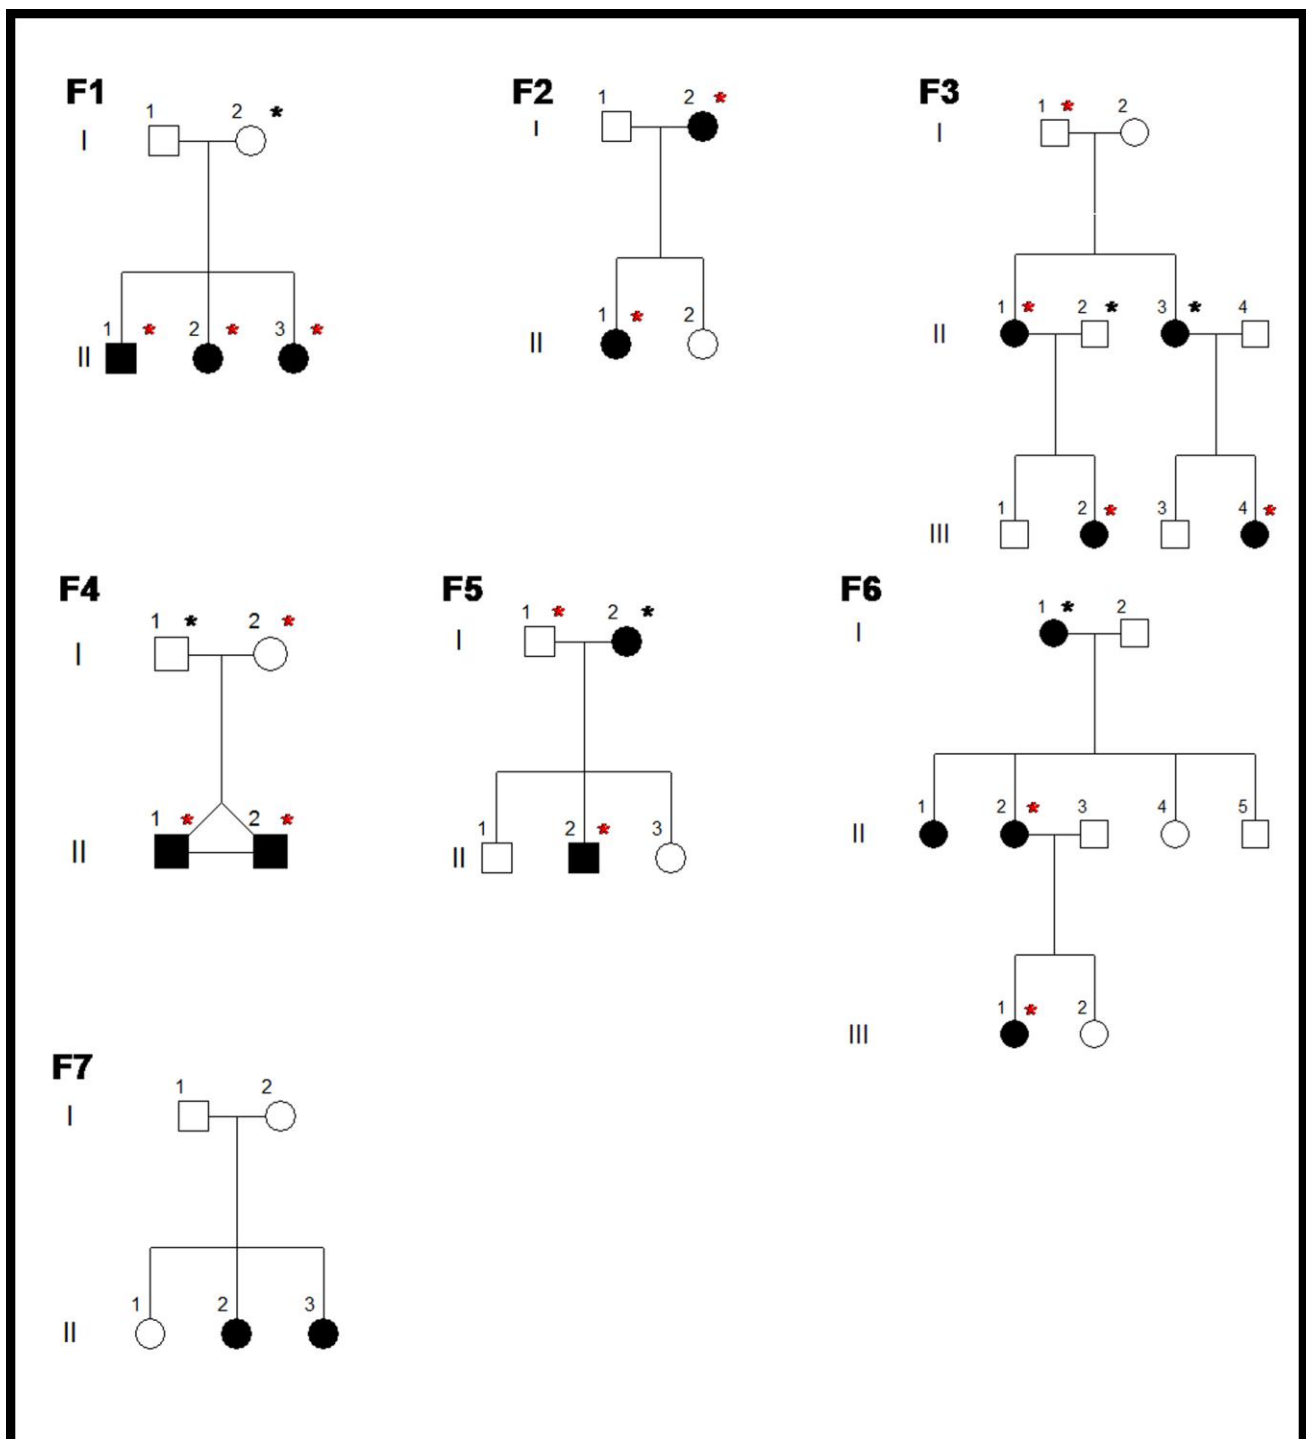 F1
1 2 *
I
1 * 2 * 3 *
II
F2
1 2 *
I
1 * 2
II
F3
1 * 2
I
1 * 2 * 3 * 4
II
1 2 * 3 4 *
III
F4
1 * 2 *
I
1 * 2 *
II
F5
1 * 2 *
I
1 2 * 3
II
F6
1 * 2
I
1 2 * 3 4 5
II
1 * 2
III
F7
1 2
I
1 2 3
II